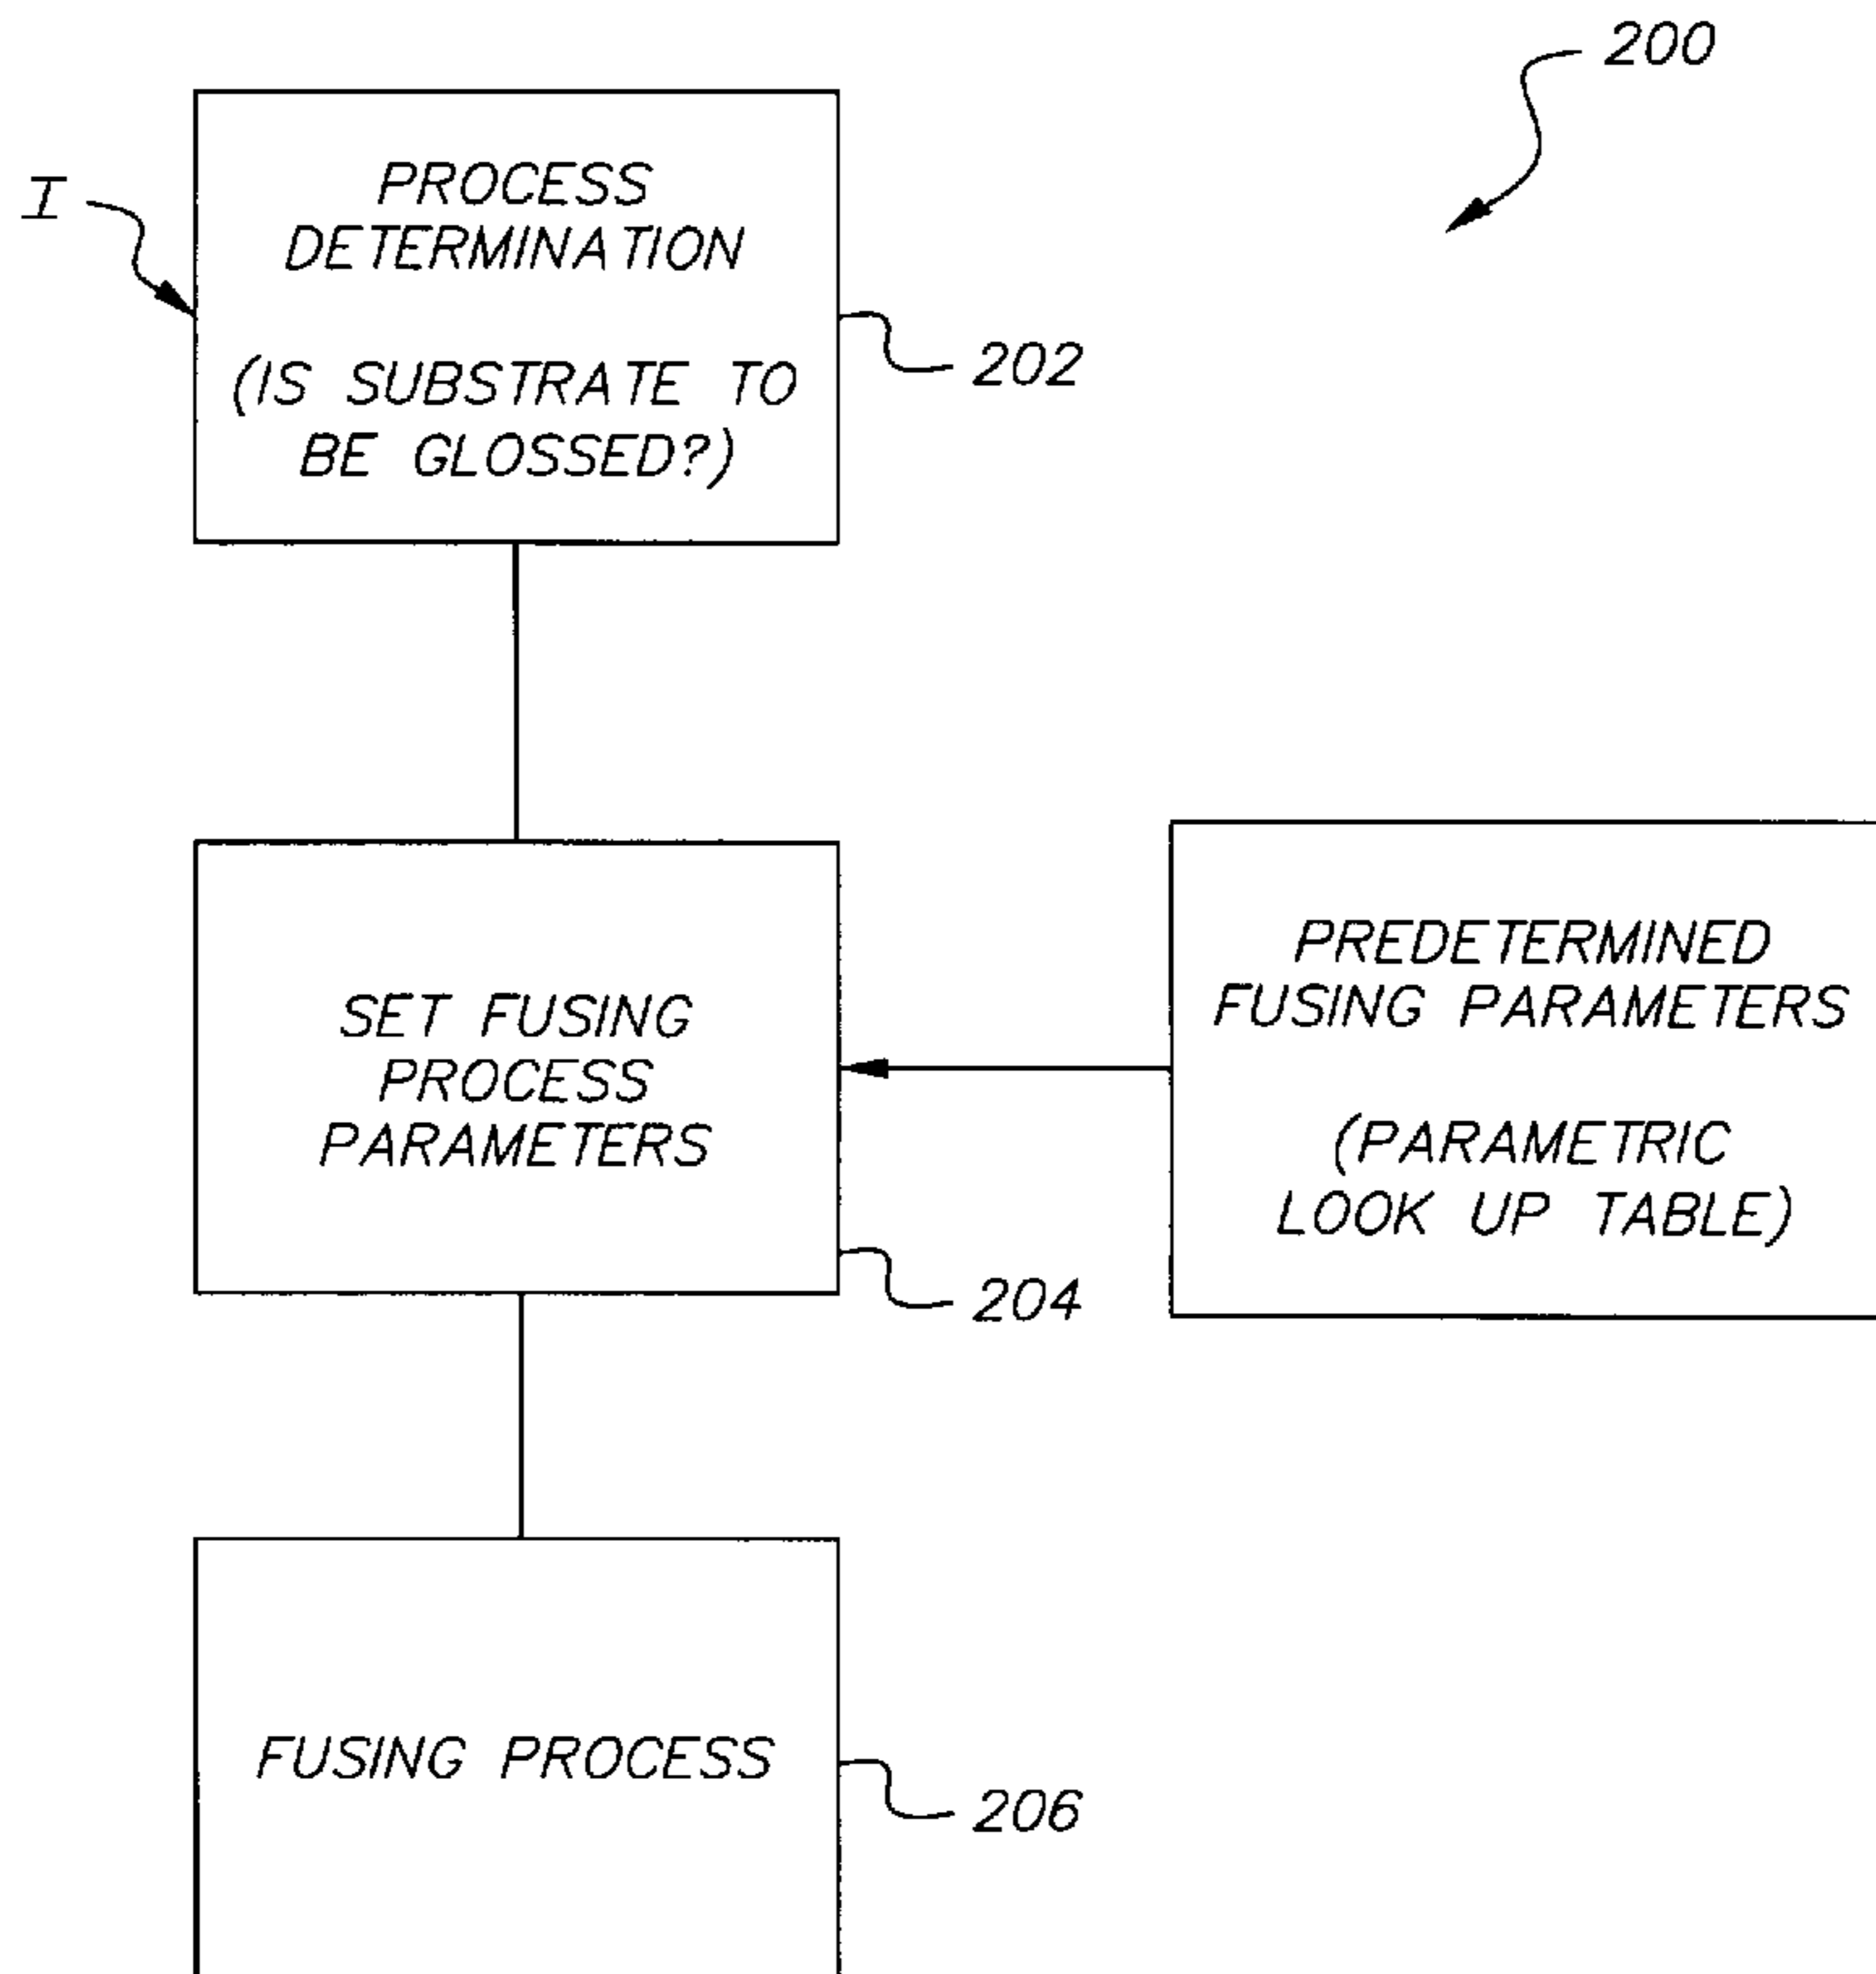 200
I
PROCESS
DETERMINATION
(IS SUBSTRATE TO
BE GLOSSED?)
202
SET FUSING
PROCESS
PARAMETERS
204
PREDETERMINED
FUSING PARAMETERS
(PARAMETRIC
LOOK UP TABLE)
FUSING PROCESS
206